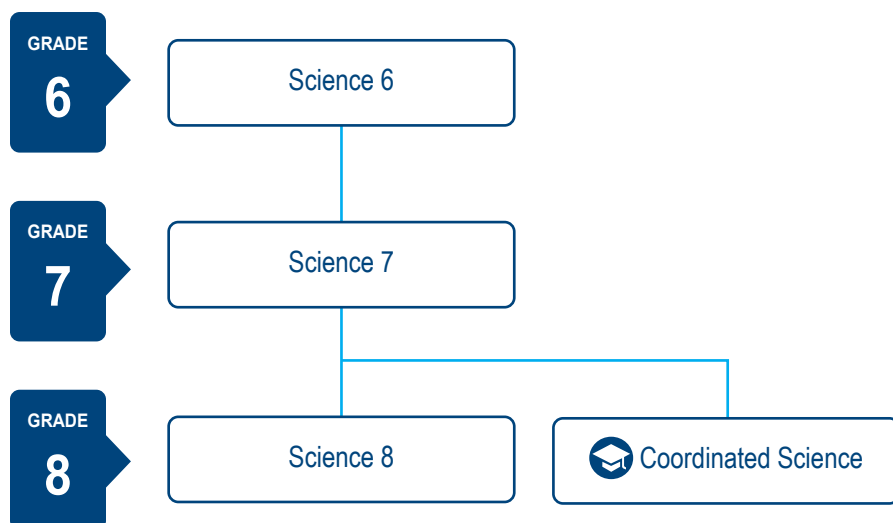 GRADE
6
Science 6
GRADE
7
Science 7
GRADE
8
Science 8
Coordinated Science